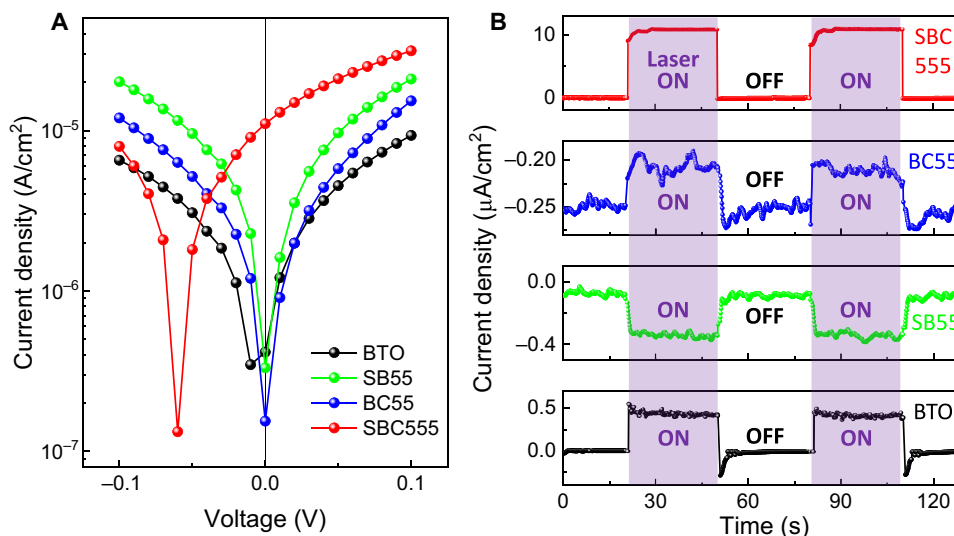 A
Current density (A/cm²)
10⁻⁵
10⁻⁶
10⁻⁷
BTO
SB55
BC55
SBC555
−0.1
0.0
0.1
Voltage (V)
B
Current density (μA/cm²)
10
0
Laser
ON
OFF
ON
SBC
555
−0.20
−0.25
ON
OFF
ON
BC55
0.0
−0.4
ON
OFF
ON
SB55
0.5
0.0
ON
OFF
ON
BTO
0
30
60
90
120
Time (s)